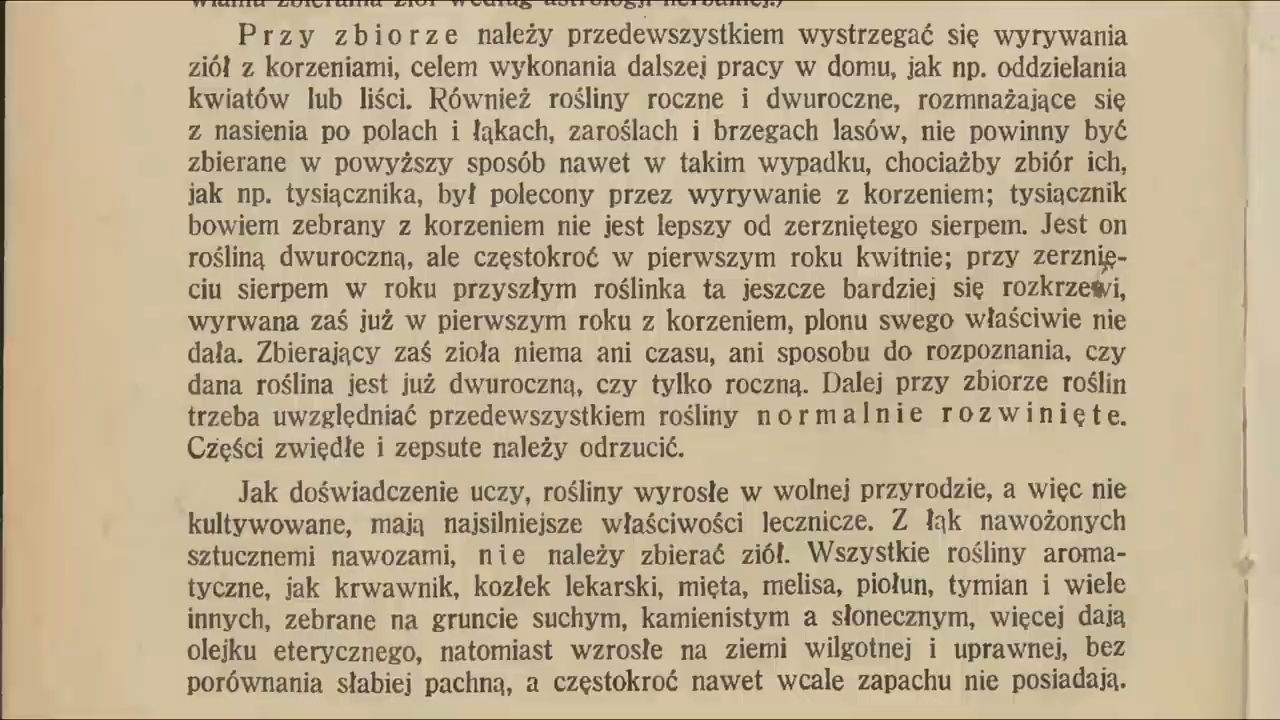 wianiu zbierania ziół według astrologji herbalnej.)
Przy zbiorze należy przedewszystkiem wystrzegać się wyrywania
ziół z korzeniami, celem wykonania dalszej pracy w domu, jak np. oddzielania
kwiatów lub liści. Również rośliny roczne i dwuroczne, rozmnażające się
z nasienia po polach i łąkach, zaroślach i brzegach lasów, nie powinny być
zbierane w powyższy sposób nawet w takim wypadku, chociażby zbiór ich,
jak np. tysiącznika, był polecony przez wyrywanie z korzeniem; tysiącznik
bowiem zebrany z korzeniem nie jest lepszy od zerzniętego sierpem. Jest on
rośliną dwuroczną, ale częstokroć w pierwszym roku kwitnie; przy zerznię-
ciu sierpem w roku przyszłym roślinka ta jeszcze bardziej się rozkrzewi,
wyrwana zaś już w pierwszym roku z korzeniem, plonu swego właściwie nie
dała. Zbierający zaś zioła niema ani czasu, ani sposobu do rozpoznania, czy
dana roślina jest już dwuroczną, czy tylko roczną. Dalej przy zbiorze roślin
trzeba uwzględniać przedewszystkiem rośliny normalnie rozwinięte.
Części zwiędłe i zepsute należy odrzucić.
Jak doświadczenie uczy, rośliny wyrosłe w wolnej przyrodzie, a więc nie
kultywowane, mają najsilniejsze właściwości lecznicze. Z łąk nawożonych
sztucznemi nawozami, nie należy zbierać ziół. Wszystkie rośliny aroma-
tyczne, jak krwawnik, kozłek lekarski, mięta, melisa, piołun, tymian i wiele
innych, zebrane na gruncie suchym, kamienistym a słonecznym, więcej dają
olejku eterycznego, natomiast wzrosłe na ziemi wilgotnej i uprawnej, bez
porównania słabiej pachną, a częstokroć nawet wcale zapachu nie posiadają.